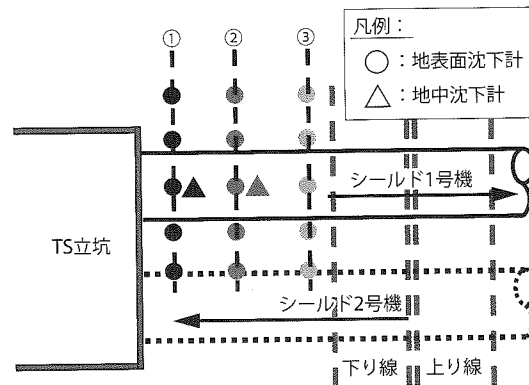 ① ② ③
凡例：
○：地表面沈下計
△：地中沈下計
シールド1号機
TS立坑
シールド2号機
下り線 上り線